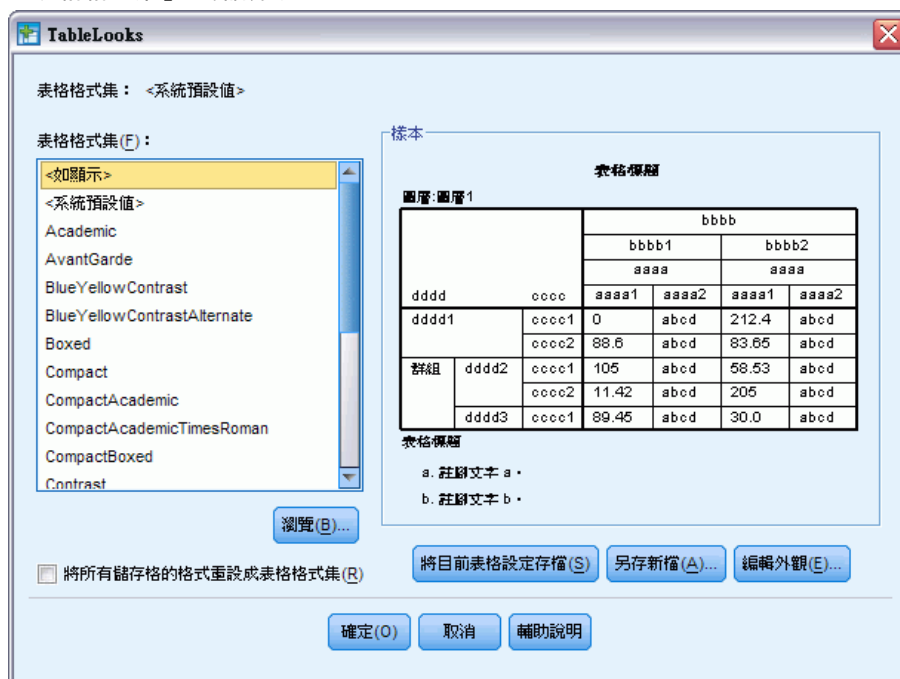 TableLooks
表格格式集： <系統預設值>
表格格式集(F)：
<如顯示>
<系統預設值>
Academic
AvantGarde
BlueYellowContrast
BlueYellowContrastAlternate
Boxed
Compact
CompactAcademic
CompactAcademicTimesRoman
CompactBoxed
Contrast
瀏覽(B)...
將所有儲存格的格式重設成表格格式集(R)
樣本
表格標題
圖層:圖層1
bbbb
bbbb1 bbbb2
aaaa aaaa
dddd cccc aaaa1 aaaa2 aaaa1 aaaa2
dddd1 cccc1 0 abcd 212.4 abcd
cccc2 88.6 abcd 83.65 abcd
群組 dddd2 cccc1 105 abcd 58.53 abcd
cccc2 11.42 abcd 205 abcd
dddd3 cccc1 89.45 abcd 30.0 abcd
表格標題
a. 註腳文字 a。
b. 註腳文字 b。
將目前表格設定存檔(S) 另存新檔(A)... 編輯外觀(E)...
確定(O) 取消 輔助說明